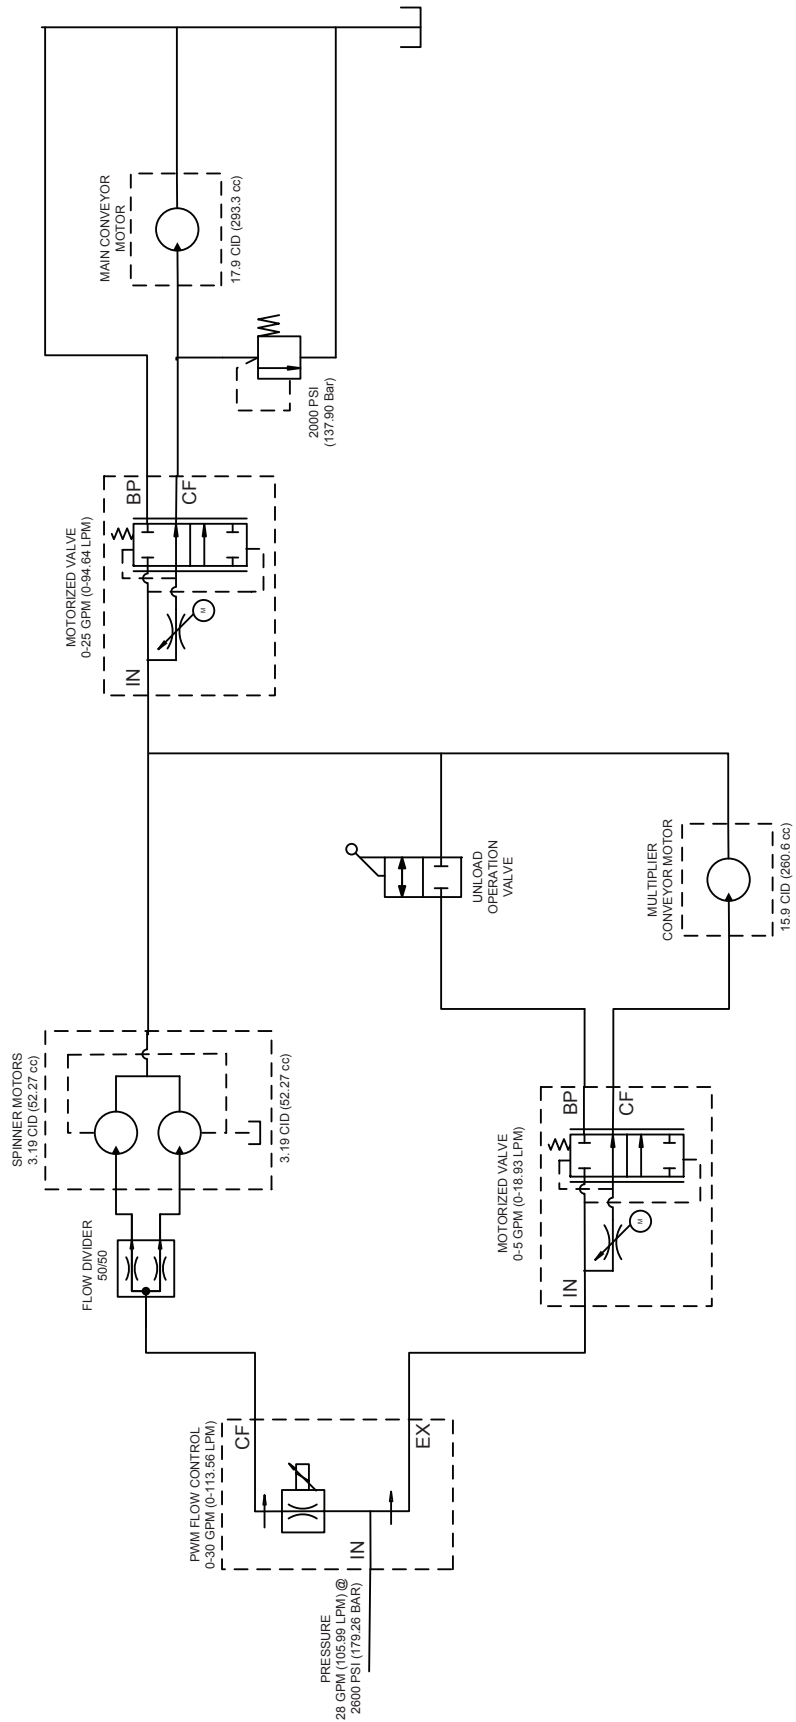 MAIN CONVEYOR
MOTOR
17.9 CID (293.3 cc)
2000 PSI
(137.90 Bar)
MOTORIZED VALVE
0-25 GPM (0-94.64 LPM)
BP
CF
M
IN
UNLOAD
OPERATION
VALVE
MULTIPLIER
CONVEYOR MOTOR
15.9 CID (260.6 cc)
SPINNER MOTORS
3.19 CID (52.27 cc)
3.19 CID (52.27 cc)
FLOW DIVIDER
50/50
MOTORIZED VALVE
0-5 GPM (0-18.93 LPM)
BP
CF
M
IN
PWM FLOW CONTROL
0-30 GPM (0-113.56 LPM)
CF
EX
IN
PRESSURE
28 GPM (105.99 LPM) @
2600 PSI (179.26 BAR)